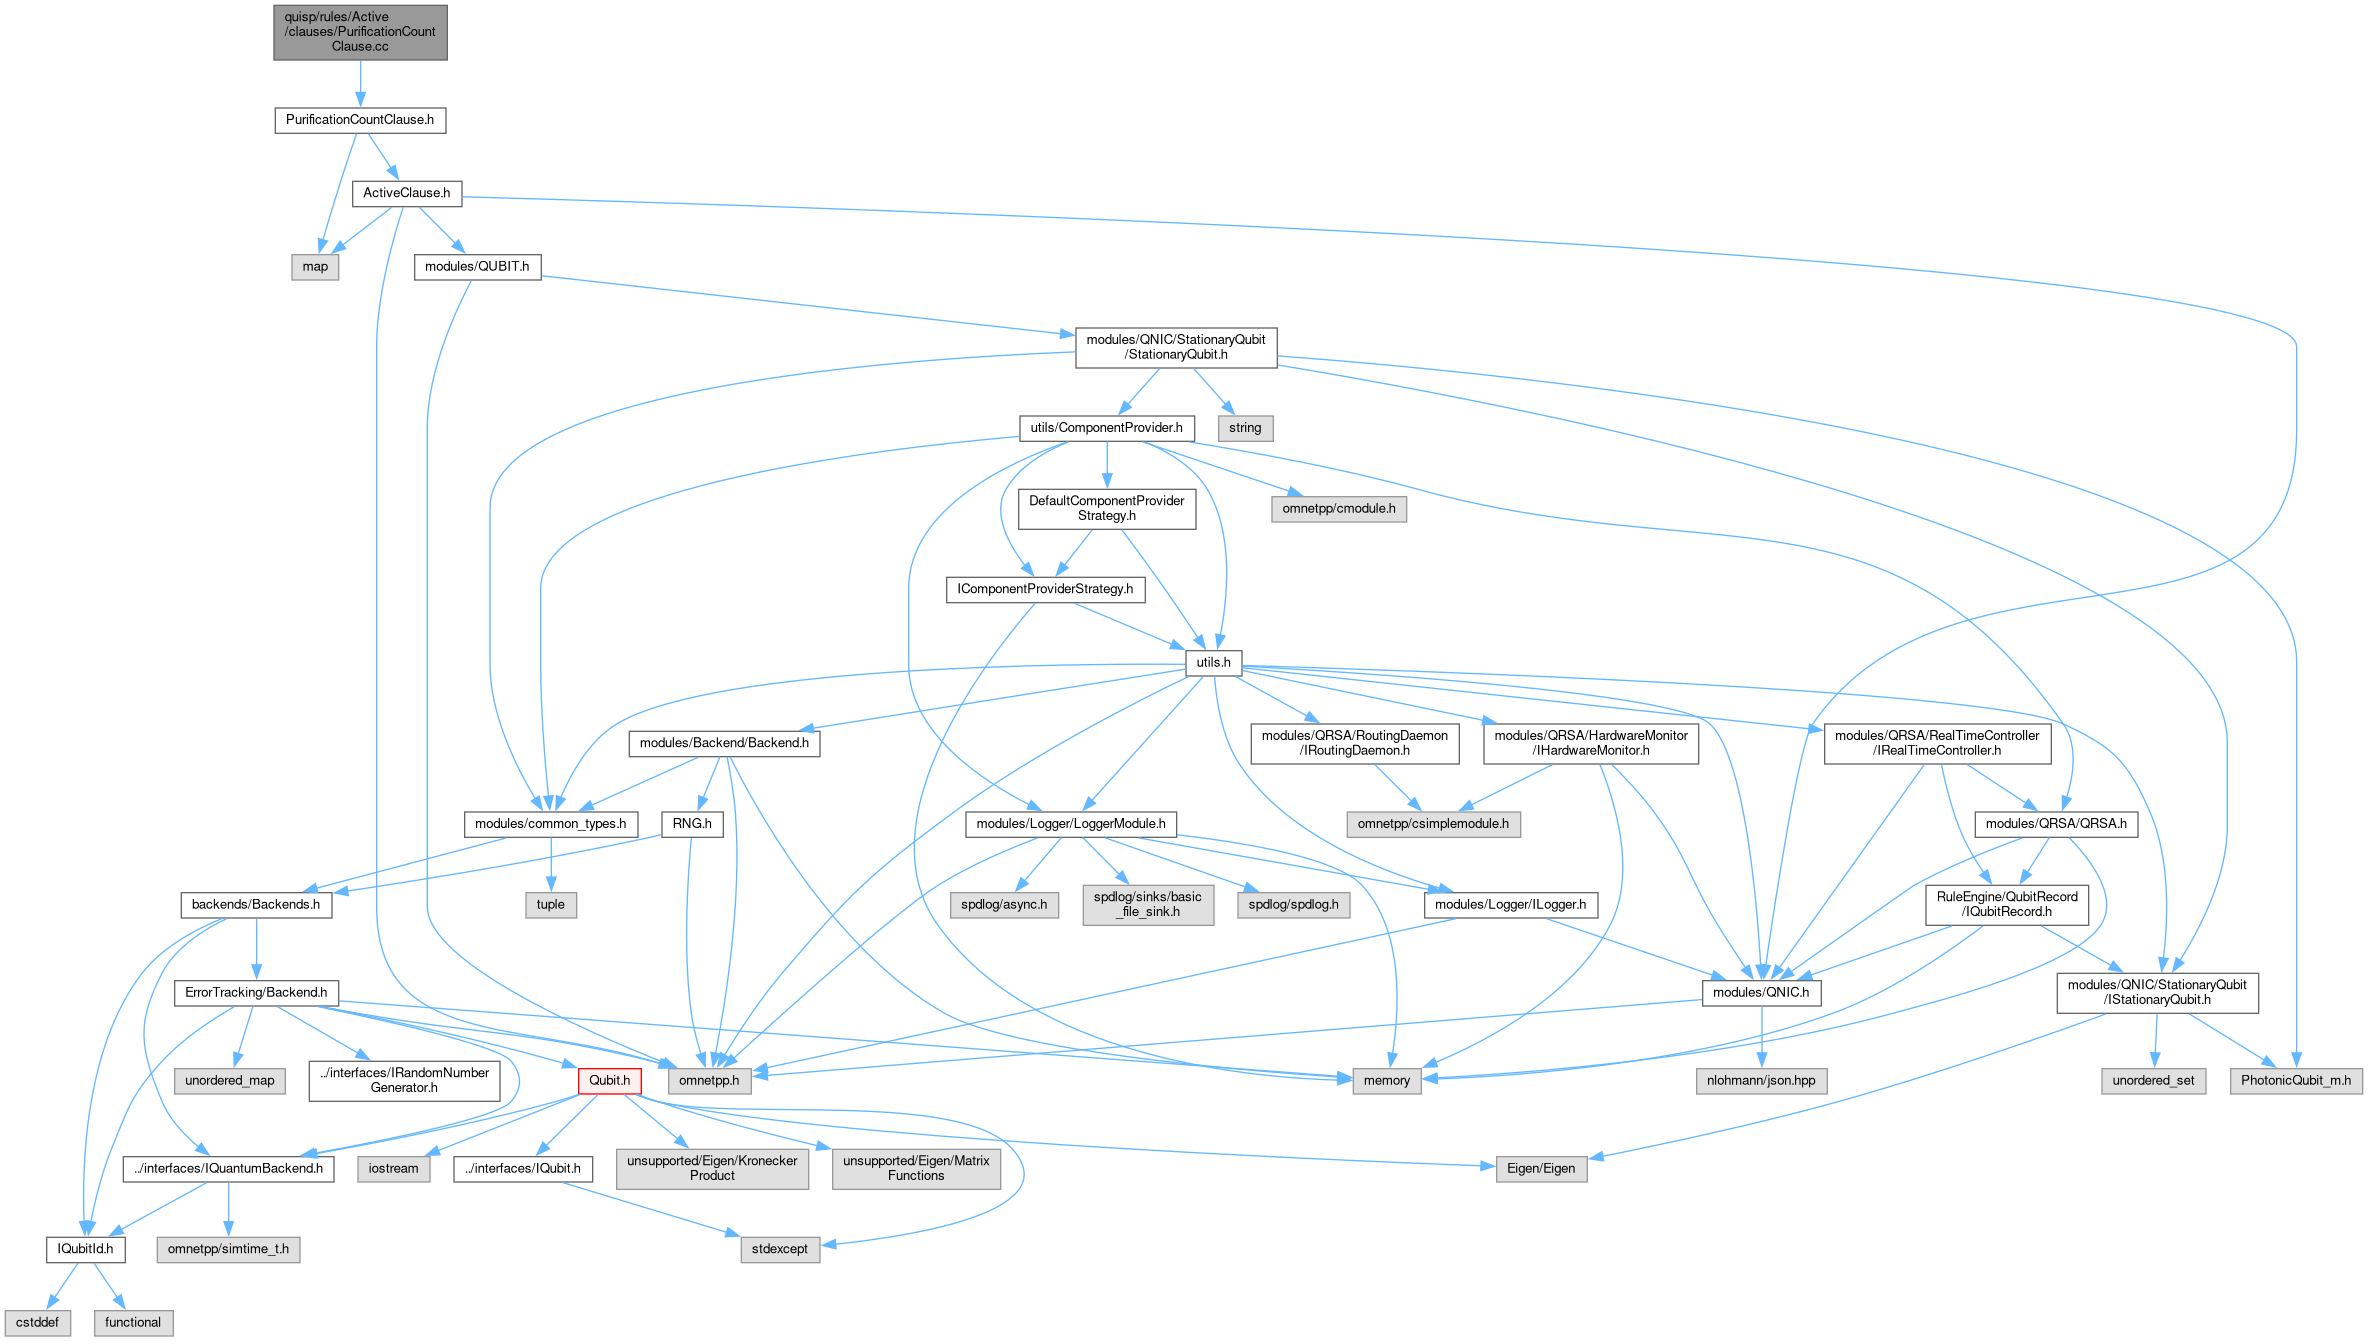 quisp/rules/Active
/clauses/PurificationCount
Clause.cc
PurificationCountClause.h
ActiveClause.h
map
modules/QUBIT.h
modules/QNIC/StationaryQubit
/StationaryQubit.h
utils/ComponentProvider.h
string
DefaultComponentProvider
Strategy.h
omnetpp/cmodule.h
IComponentProviderStrategy.h
utils.h
modules/Backend/Backend.h
modules/QRSA/RoutingDaemon
/IRoutingDaemon.h
modules/QRSA/HardwareMonitor
/IHardwareMonitor.h
modules/QRSA/RealTimeController
/IRealTimeController.h
modules/common_types.h
RNG.h
modules/Logger/LoggerModule.h
omnetpp/csimplemodule.h
modules/QRSA/QRSA.h
backends/Backends.h
tuple
spdlog/async.h
spdlog/sinks/basic
_file_sink.h
spdlog/spdlog.h
modules/Logger/ILogger.h
RuleEngine/QubitRecord
/IQubitRecord.h
ErrorTracking/Backend.h
modules/QNIC.h
modules/QNIC/StationaryQubit
/IStationaryQubit.h
unordered_map
../interfaces/IRandomNumber
Generator.h
Qubit.h
omnetpp.h
memory
nlohmann/json.hpp
unordered_set
PhotonicQubit_m.h
../interfaces/IQuantumBackend.h
iostream
../interfaces/IQubit.h
unsupported/Eigen/Kronecker
Product
unsupported/Eigen/Matrix
Functions
Eigen/Eigen
IQubitId.h
omnetpp/simtime_t.h
stdexcept
cstddef
functional